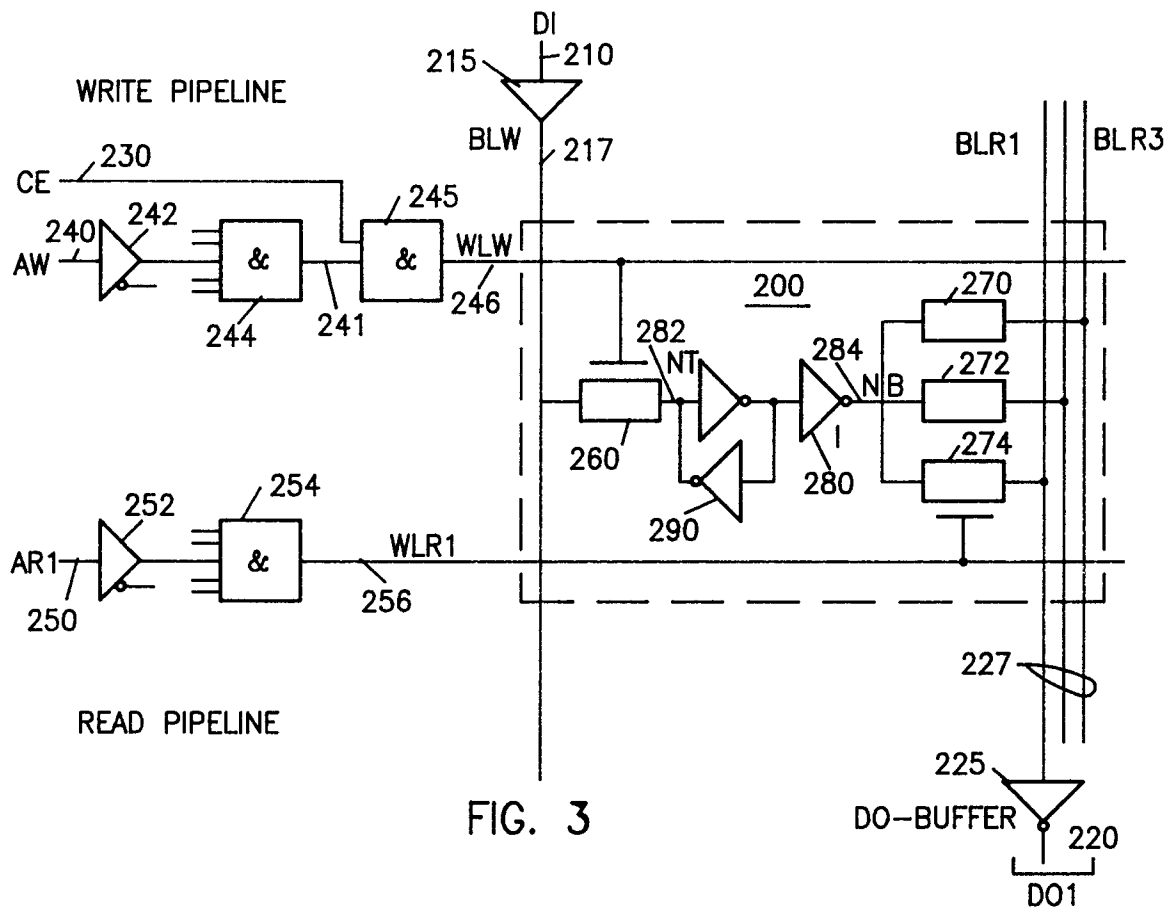 DI
210
215
WRITE PIPELINE
BLW
217
BLR1
BLR3
CE
230
245
240
242
AW
&
&
WLW
244
241
246
200
270
282
NT
284
NB
272
260
I
280
274
290
252
254
AR1
&
WLR1
250
256
227
READ PIPELINE
225
FIG. 3
DO-BUFFER
220
DO1